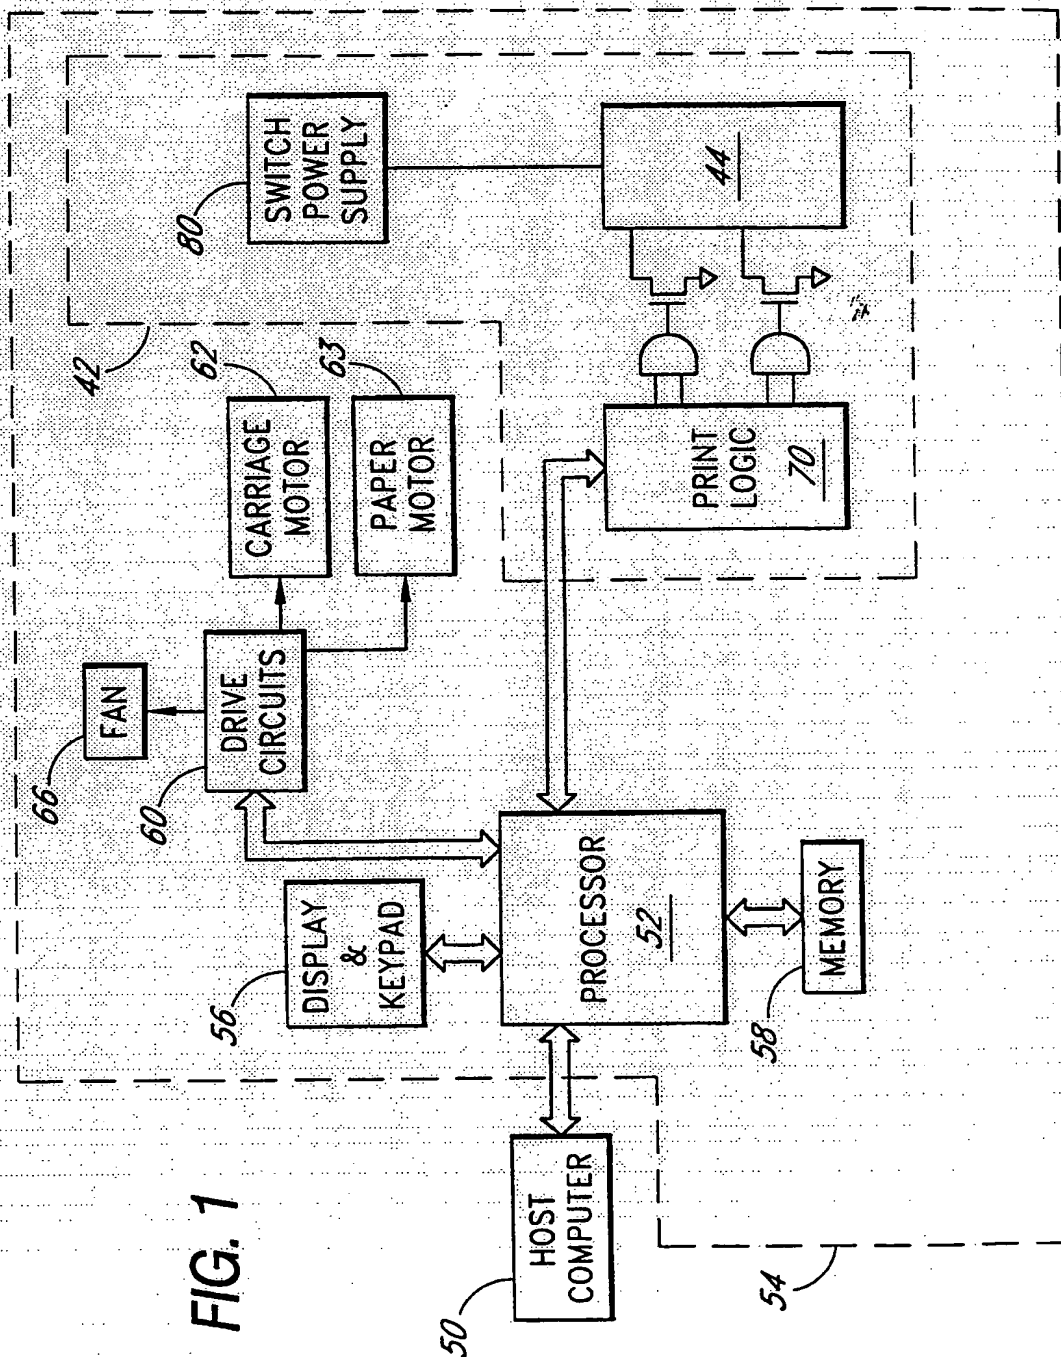 FIG. 1
50
HOST
COMPUTER
54
56
DISPLAY
&
KEYPAD
PROCESSOR
52
58
MEMORY
66
FAN
60
DRIVE
CIRCUITS
42
62
CARRIAGE
MOTOR
63
PAPER
MOTOR
PRINT
LOGIC
70
80
SWITCH
POWER
SUPPLY
44